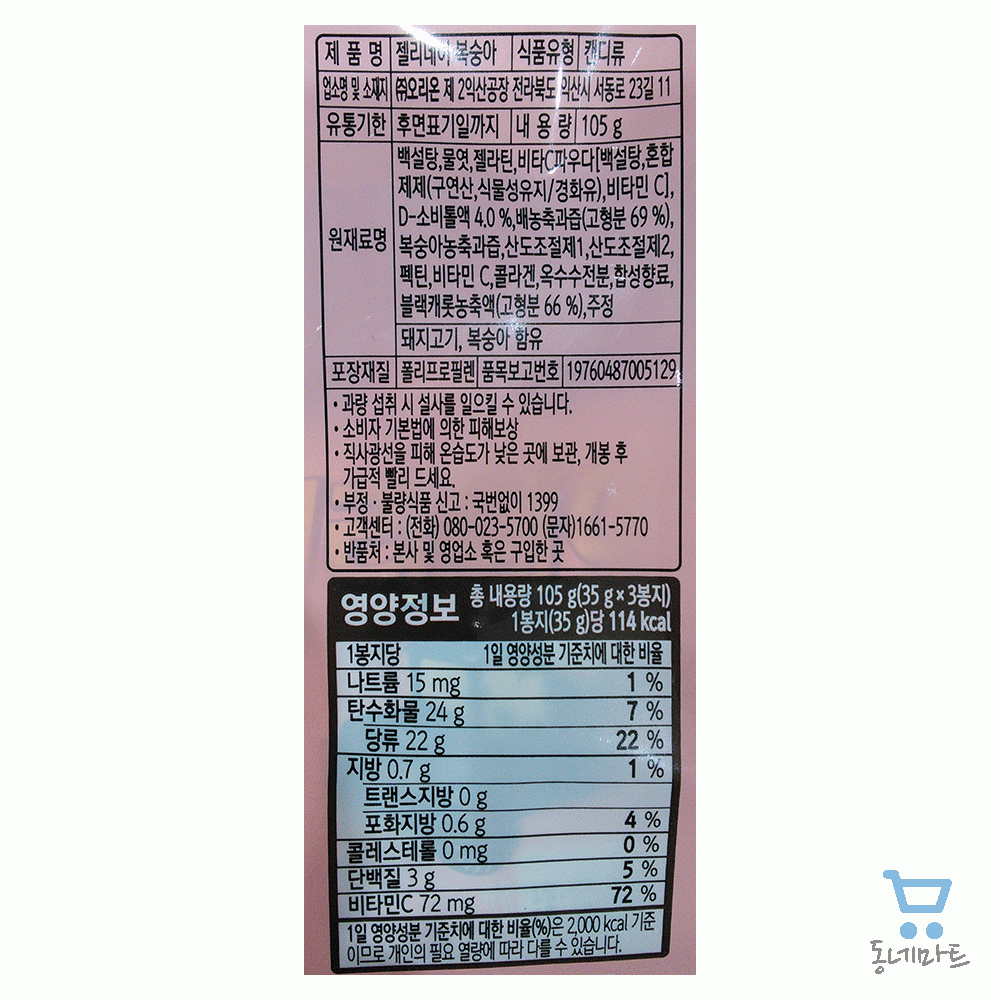 제 품 명 젤리데이 복숭아 식품유형 캔디류
업소명 및 소재지 ㈜오리온 제 2익산공장 전라북도 익산시 서동로 23길 11
유통기한 후면표기일까지 내 용 량 105 g
원재료명
백설탕,물엿,젤라틴,비타C파우다[백설탕,혼합
제제(구연산,식물성유지/경화유),비타민 C],
D-소비톨액 4.0 %,배농축과즙(고형분 69 %),
복숭아농축과즙,산도조절제1,산도조절제2,
펙틴,비타민 C,콜라겐,옥수수전분,합성향료,
블랙캐롯농축액(고형분 66 %),주정
돼지고기, 복숭아 함유
포장재질 폴리프로필렌 품목보고번호 19760487005129
• 과량 섭취 시 설사를 일으킬 수 있습니다.
• 소비자 기본법에 의한 피해보상
• 직사광선을 피해 온습도가 낮은 곳에 보관, 개봉 후
가급적 빨리 드세요.
• 부정 · 불량식품 신고 : 국번없이 1399
• 고객센터 : (전화) 080-023-5700 (문자)1661-5770
• 반품처 : 본사 및 영업소 혹은 구입한 곳
영양정보
총 내용량 105 g(35 g×3봉지)
1봉지(35 g)당 114 kcal
1봉지당 1일 영양성분 기준치에 대한 비율
나트륨 15 mg 1 %
탄수화물 24 g 7 %
당류 22 g 22 %
지방 0.7 g 1 %
트랜스지방 0 g
포화지방 0.6 g 4 %
콜레스테롤 0 mg 0 %
단백질 3 g 5 %
비타민C 72 mg 72 %
1일 영양성분 기준치에 대한 비율(%)은 2,000 kcal 기준
이므로 개인의 필요 열량에 따라 다를 수 있습니다.
동네마트